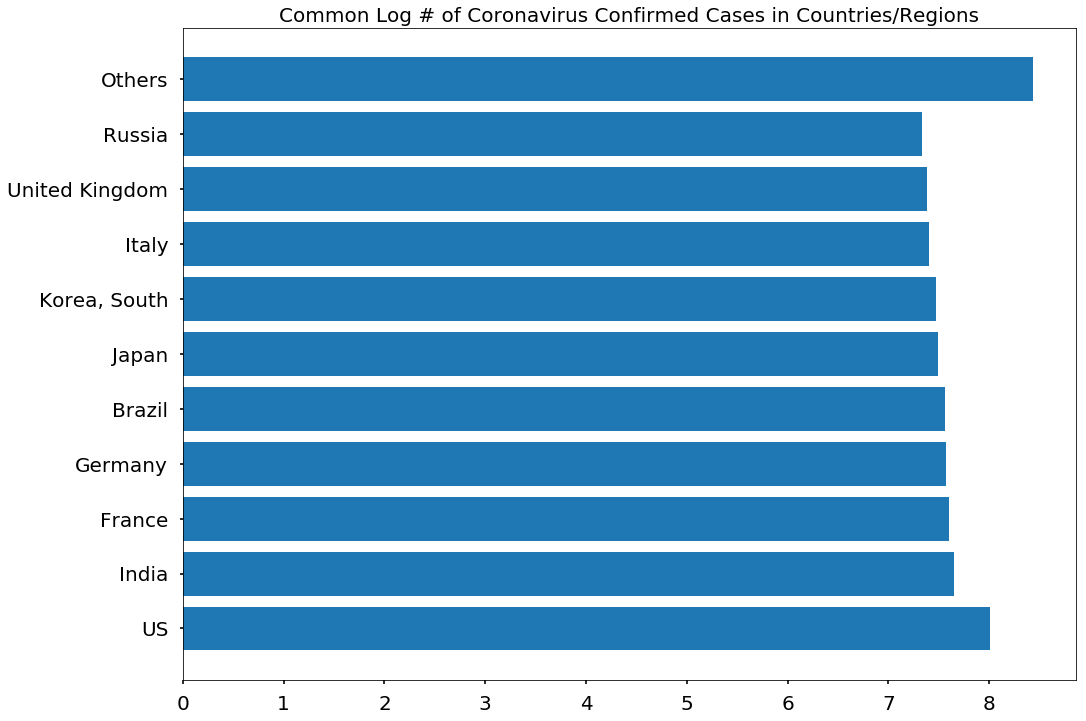 Common Log # of Coronavirus Confirmed Cases in Countries/Regions
Others
Russia
United Kingdom
Italy
Korea, South
Japan
Brazil
Germany
France
India
US
0 1 2 3 4 5 6 7 8